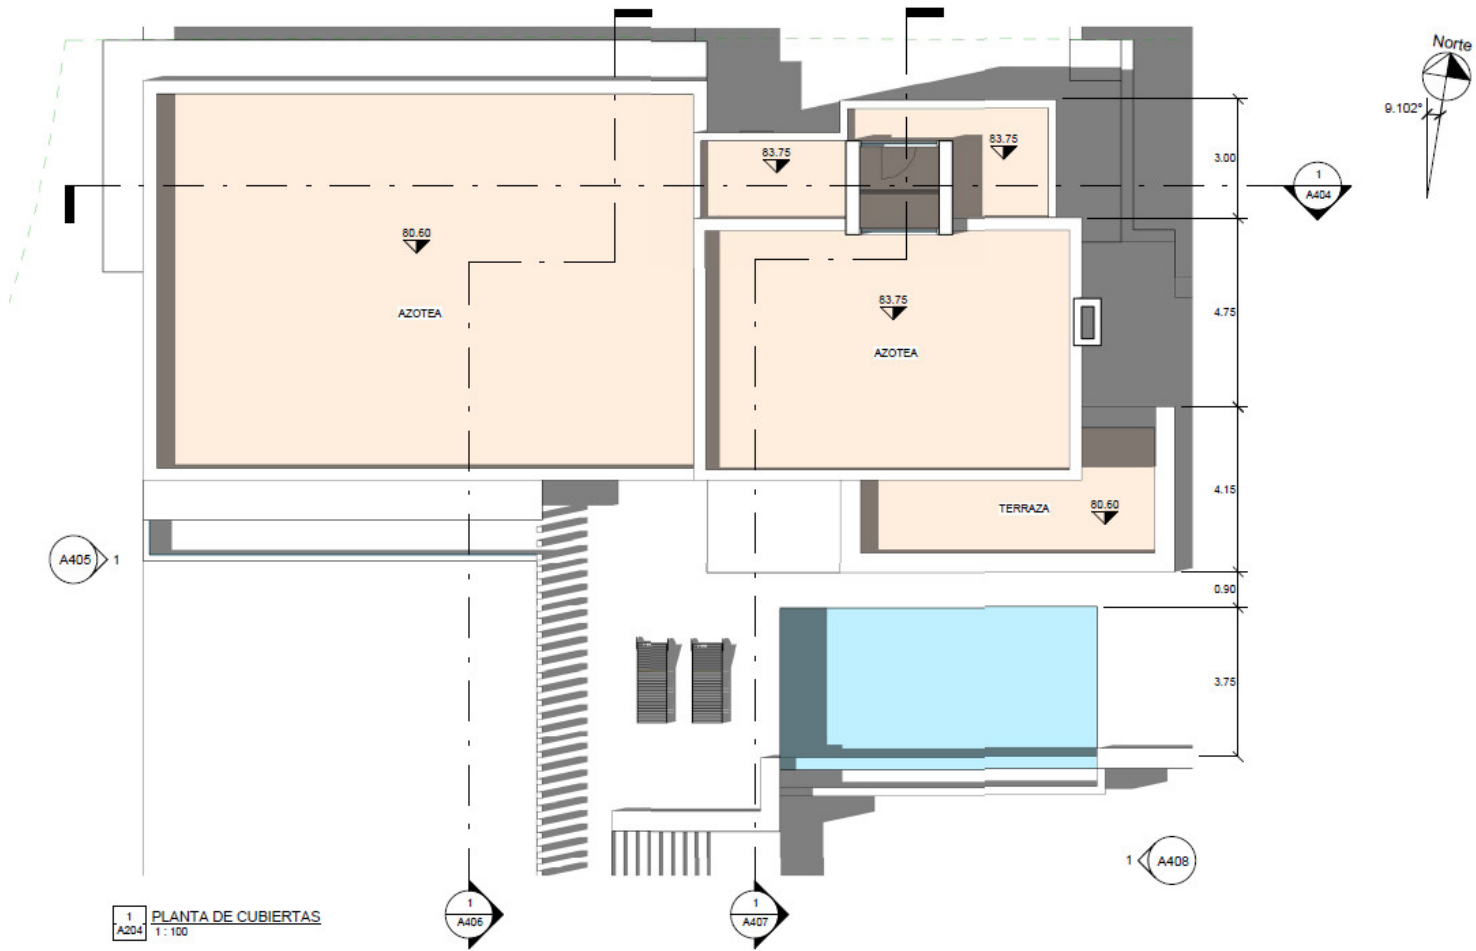 Norte
9.102°
3.00
83.75
83.75
1
A404
80.60
83.75
4.75
AZOTEA
AZOTEA
4.15
TERRAZA
80.60
A405
1
0.90
3.75
1
A408
1
A406
1
A407
1
A204
PLANTA DE CUBIERTAS
1 : 100